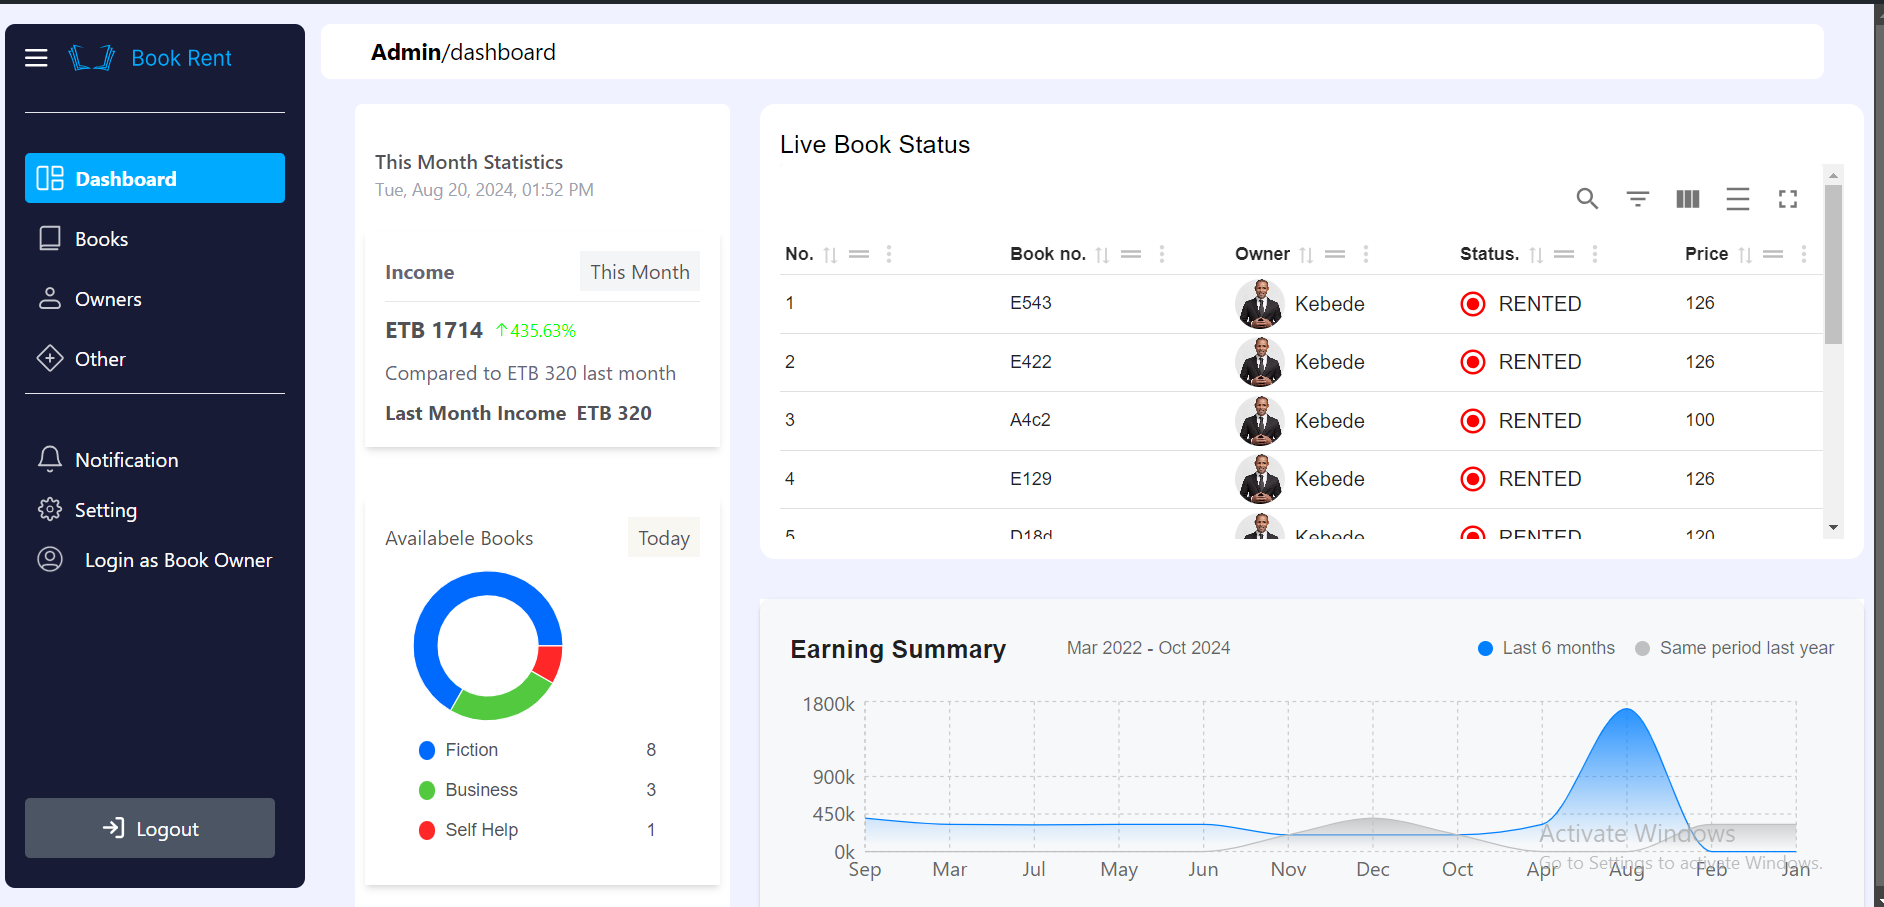 Book Rent
Dashboard
Books
Owners
Other
Notification
Setting
Login as Book Owner
Logout
Admin/dashboard
This Month Statistics
Tue, Aug 20, 2024, 01:52 PM
Income This Month
ETB 1714 ↑435.63%
Compared to ETB 320 last month
Last Month Income ETB 320
Availabele Books Today
Fiction 8
Business 3
Self Help 1
Live Book Status
No. Book no. Owner Status. Price
1 E543 Kebede RENTED 126
2 E422 Kebede RENTED 126
3 A4c2 Kebede RENTED 100
4 E129 Kebede RENTED 126
5 D18d Kebede RENTED 120
Earning Summary Mar 2022 - Oct 2024 Last 6 months Same period last year
1800k
900k
450k
0k
Sep Mar Jul May Jun Nov Dec Oct Apr Aug Feb Jan
Activate Windows
Go to Settings to activate Windows.